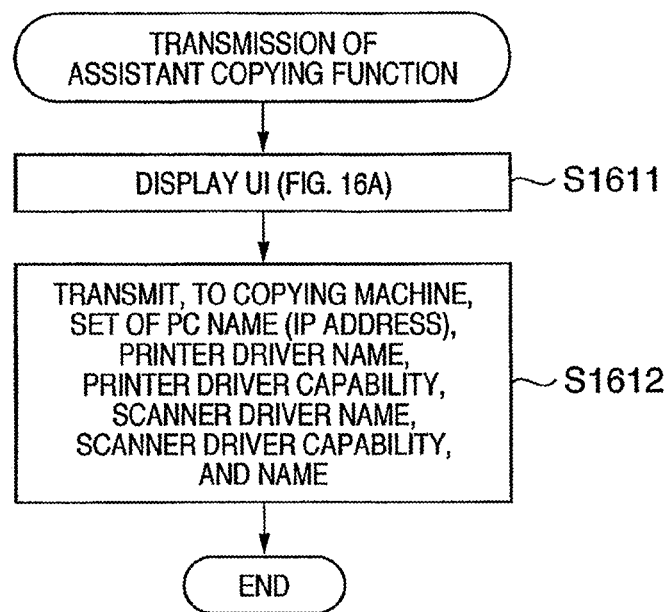 TRANSMISSION OF
ASSISTANT COPYING FUNCTION
DISPLAY UI (FIG. 16A)
S1611
TRANSMIT, TO COPYING MACHINE,
SET OF PC NAME (IP ADDRESS),
PRINTER DRIVER NAME,
PRINTER DRIVER CAPABILITY,
SCANNER DRIVER NAME,
SCANNER DRIVER CAPABILITY,
AND NAME
S1612
END